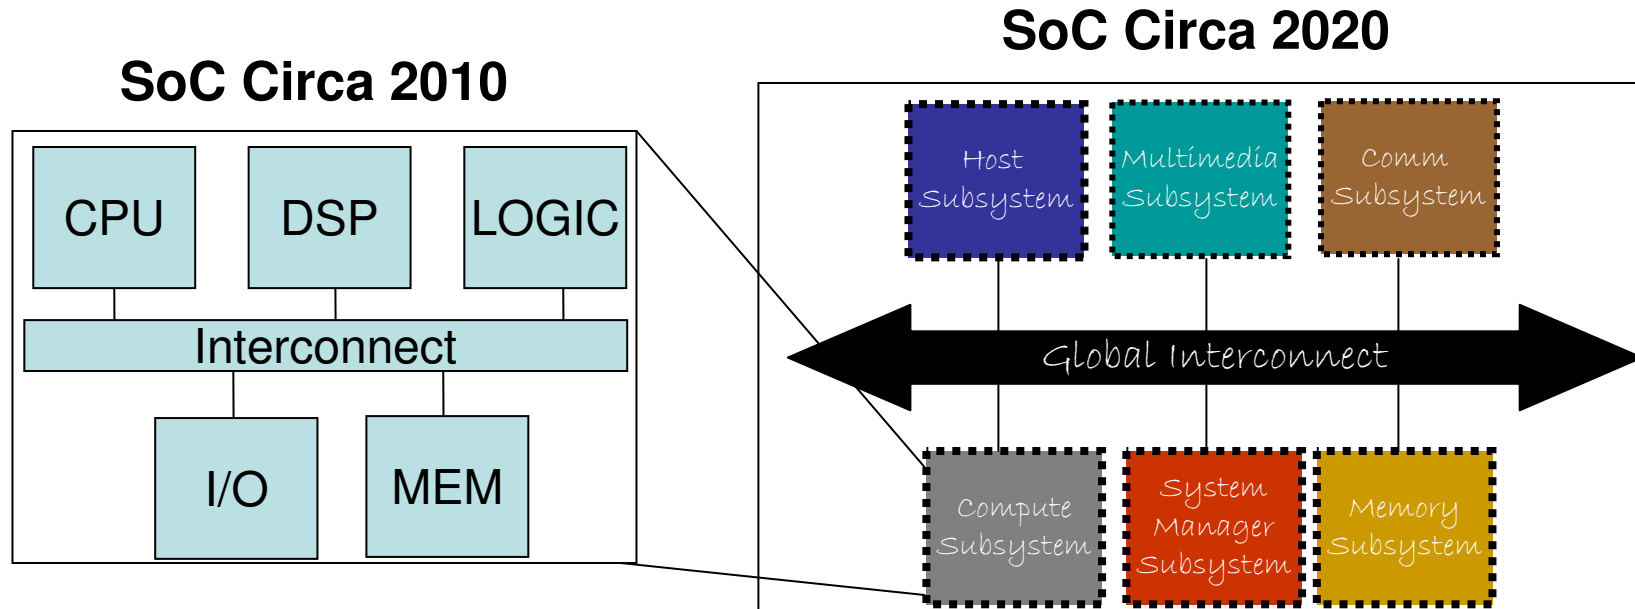 SoC Circa 2010
CPU
DSP
LOGIC
Interconnect
I/O
MEM
SoC Circa 2020
Host
Subsystem
Multimedia
Subsystem
Comm
Subsystem
Global Interconnect
Compute
Subsystem
System
Manager
Subsystem
Memory
Subsystem